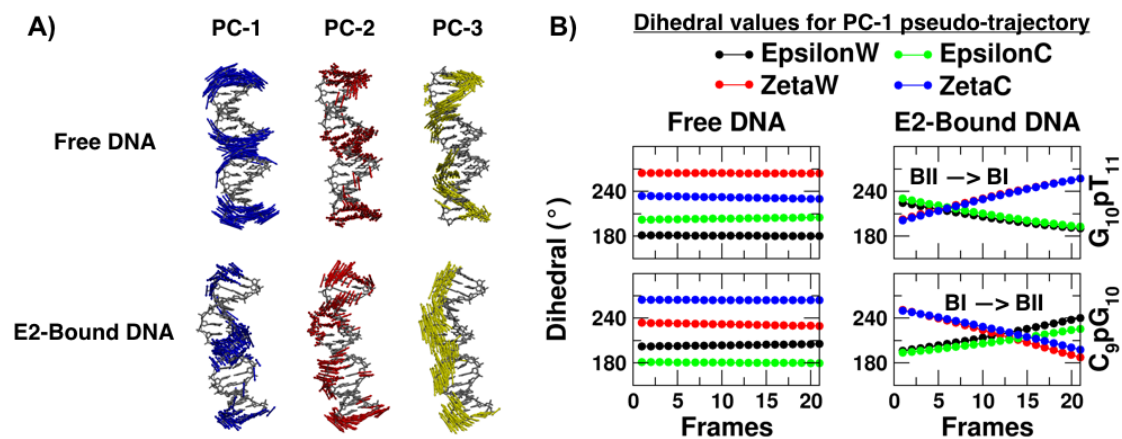 A)
PC-1 PC-2 PC-3
Free DNA
E2-Bound DNA
B)
Dihedral values for PC-1 pseudo-trajectory
EpsilonW EpsilonC
ZetaW ZetaC
Free DNA E2-Bound DNA
Dihedral (°)
240
180
BII —> BI
G₁₀pT₁₁
240
180
BI —> BII
C₉pG₁₀
0 5 10 15 20 0 5 10 15 20
Frames Frames